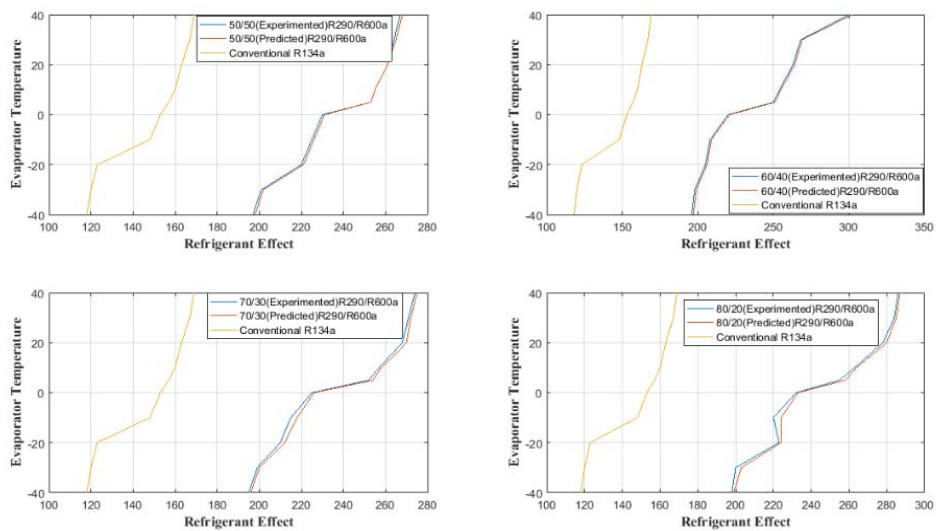 40
20
0
-20
-40
Evaporator Temperature
50/50(Experimented)R290/R600a
50/50(Predicted)R290/R600a
Conventional R134a
100 120 140 160 180 200 220 240 260 280
Refrigerant Effect
40
20
0
-20
-40
Evaporator Temperature
60/40(Experimented)R290/R600a
60/40(Predicted)R290/R600a
Conventional R134a
100 150 200 250 300 350
Refrigerant Effect
40
20
0
-20
-40
Evaporator Temperature
70/30(Experimented)R290/R600a
70/30(Predicted)R290/R600a
Conventional R134a
100 120 140 160 180 200 220 240 260 280
Refrigerant Effect
40
20
0
-20
-40
Evaporator Temperature
80/20(Experimented)R290/R600a
80/20(Predicted)R290/R600a
Conventional R134a
100 120 140 160 180 200 220 240 260 280 300
Refrigerant Effect